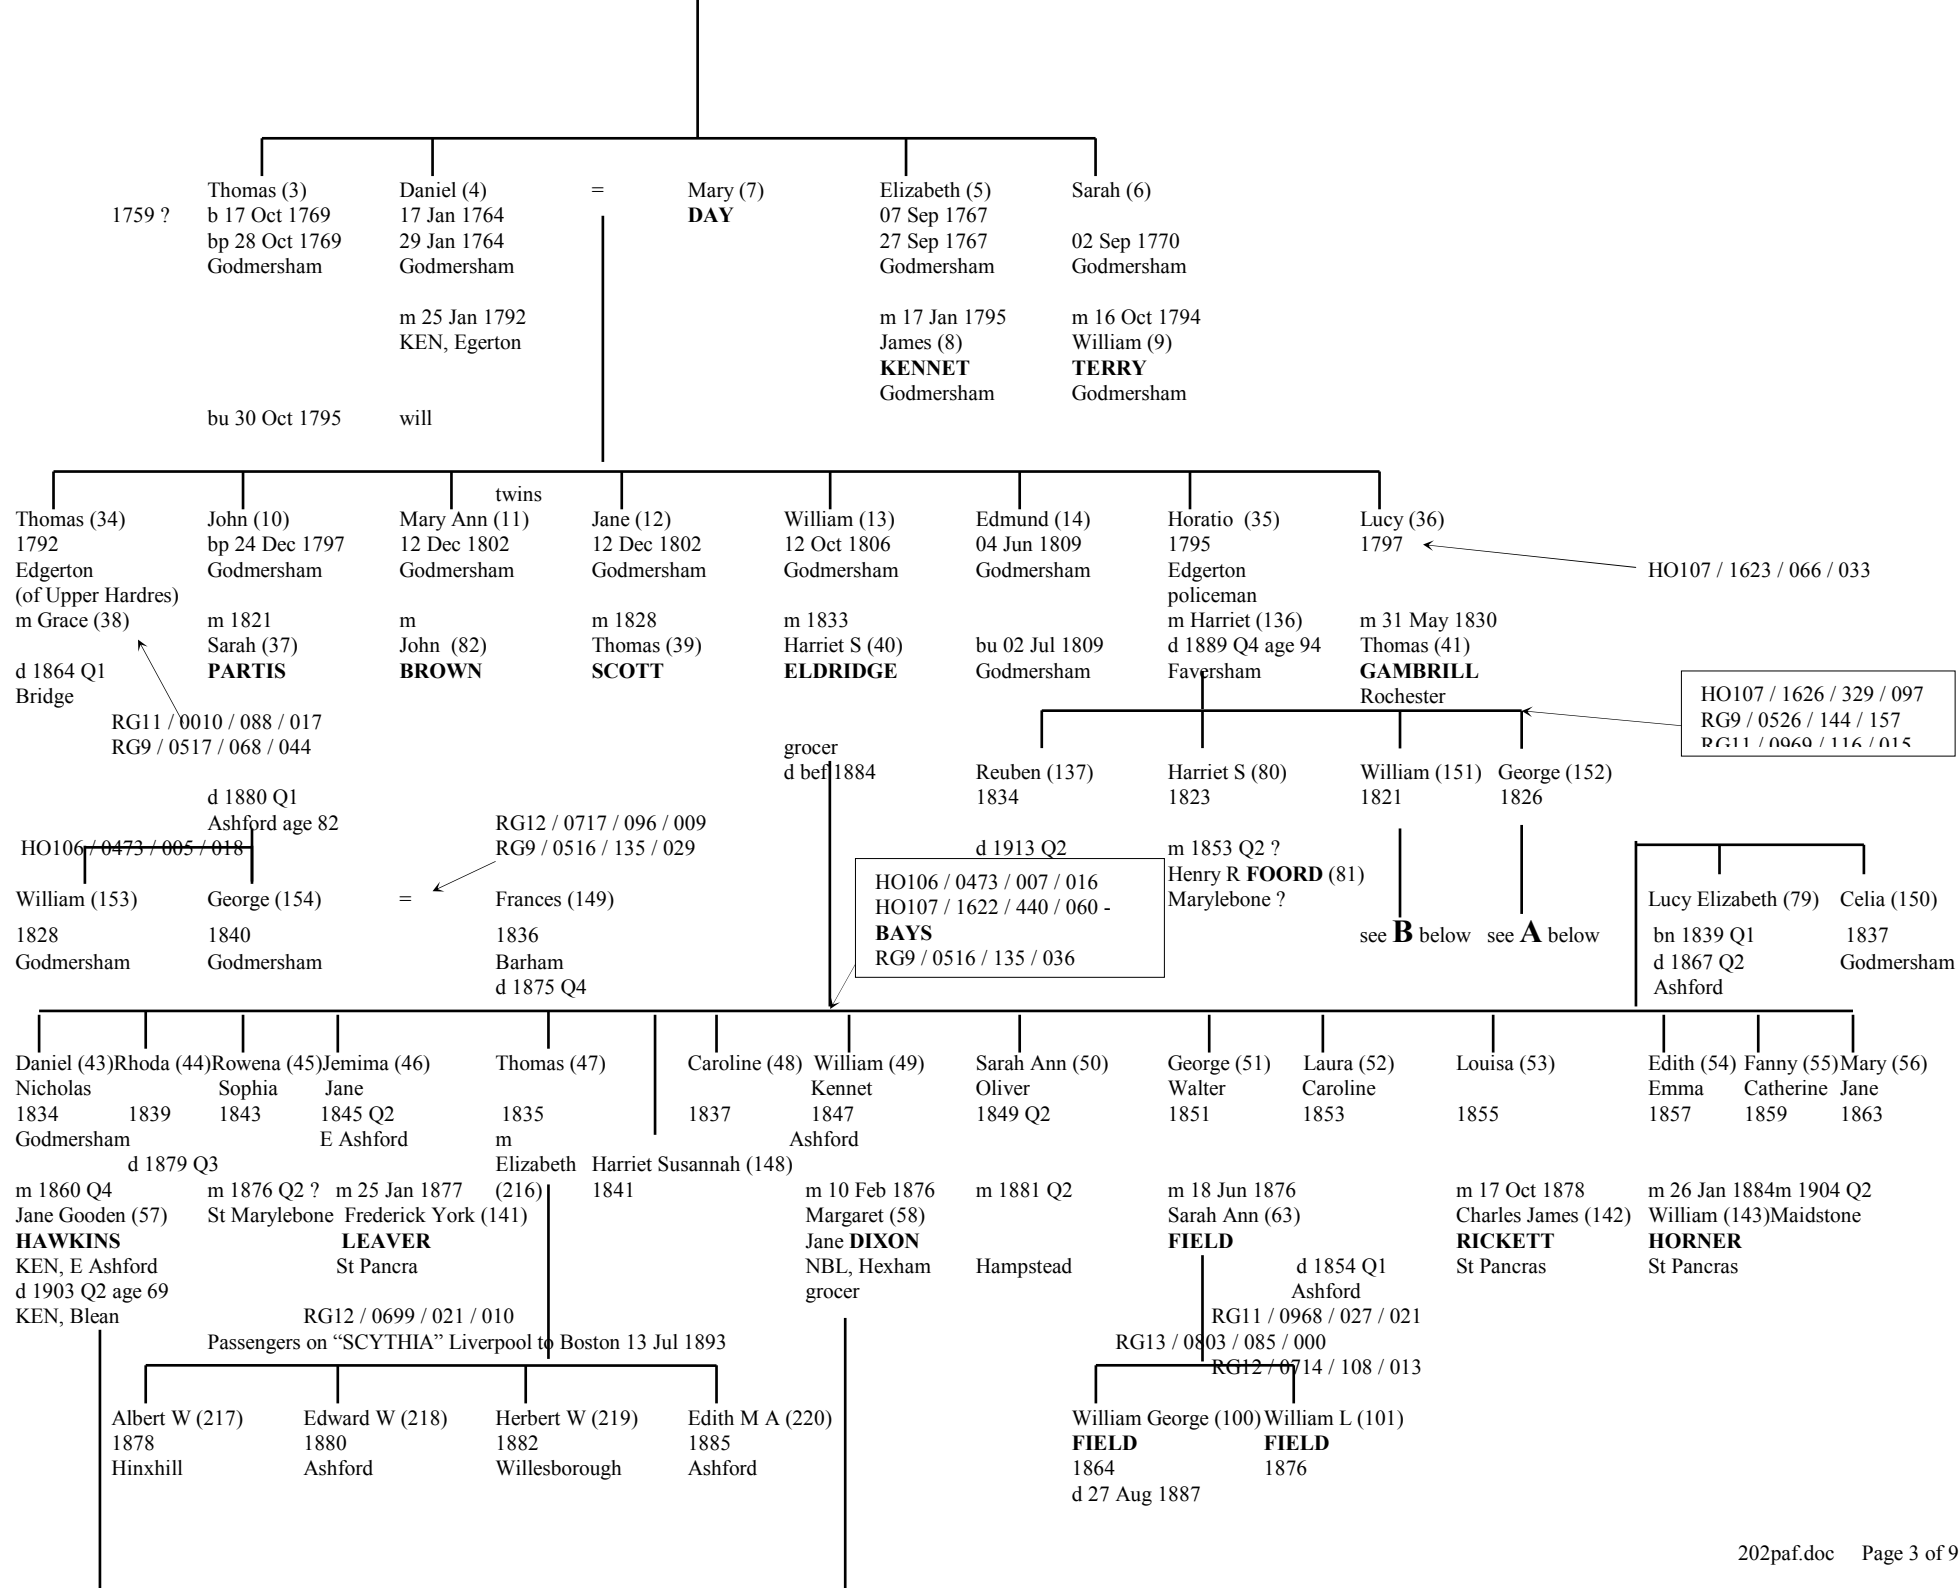 Thomas (3) Daniel (4) = Mary (7) Elizabeth (5) Sarah (6)
1759 ? b 17 Oct 1769 17 Jan 1764 DAY 07 Sep 1767
bp 28 Oct 1769 29 Jan 1764 27 Sep 1767 02 Sep 1770
Godmersham Godmersham Godmersham Godmersham
m 25 Jan 1792 m 17 Jan 1795 m 16 Oct 1794
KEN, Egerton James (8) William (9)
KENNET TERRY
Godmersham Godmersham
bu 30 Oct 1795 will
twins
Thomas (34) John (10) Mary Ann (11) Jane (12) William (13) Edmund (14) Horatio (35) Lucy (36)
1792 bp 24 Dec 1797 12 Dec 1802 12 Dec 1802 12 Oct 1806 04 Jun 1809 1795 1797
Edgerton Godmersham Godmersham Godmersham Godmersham Godmersham Edgerton HO107 / 1623 / 066 / 033
(of Upper Hardres) policeman
m Grace (38) m 1821 m m 1828 m 1833 m Harriet (136) m 31 May 1830
Sarah (37) John (82) Thomas (39) Harriet S (40) bu 02 Jul 1809 d 1889 Q4 age 94 Thomas (41)
d 1864 Q1 PARTIS BROWN SCOTT ELDRIDGE Godmersham Faversham GAMBRILL
Bridge Rochester HO107 / 1626 / 329 / 097
RG11 / 0010 / 088 / 017 RG9 / 0526 / 144 / 157
RG9 / 0517 / 068 / 044 grocer RG11 / 0969 / 116 / 015
d bef 1884 Reuben (137) Harriet S (80) William (151) George (152)
d 1880 Q1 1834 1823 1821 1826
Ashford age 82 RG12 / 0717 / 096 / 009
HO106 / 0473 / 005 / 018 RG9 / 0516 / 135 / 029 d 1913 Q2 m 1853 Q2 ?
HO106 / 0473 / 007 / 016 Henry R FOORD (81)
William (153) George (154) = Frances (149) HO107 / 1622 / 440 / 060 - Marylebone ? Lucy Elizabeth (79) Celia (150)
1828 1840 1836 BAYS see B below see A below bn 1839 Q1 1837
Godmersham Godmersham Barham RG9 / 0516 / 135 / 036 d 1867 Q2 Godmersham
d 1875 Q4 Ashford
Daniel (43) Rhoda (44) Rowena (45) Jemima (46) Thomas (47) Caroline (48) William (49) Sarah Ann (50) George (51) Laura (52) Louisa (53) Edith (54) Fanny (55) Mary (56)
Nicholas Sophia Jane Kennet Oliver Walter Caroline Emma Catherine Jane
1834 1839 1843 1845 Q2 1835 1837 1847 1849 Q2 1851 1853 1855 1857 1859 1863
Godmersham E Ashford m Ashford
d 1879 Q3 Elizabeth Harriet Susannah (148)
m 1860 Q4 m 1876 Q2 ? m 25 Jan 1877 (216) 1841 m 10 Feb 1876 m 1881 Q2 m 18 Jun 1876 m 17 Oct 1878 m 26 Jan 1884 m 1904 Q2
Jane Gooden (57) St Marylebone Frederick York (141) Margaret (58) Sarah Ann (63) Charles James (142) William (143) Maidstone
HAWKINS LEAVER Jane DIXON FIELD RICKETT HORNER
KEN, E Ashford St Pancra NBL, Hexham Hampstead d 1854 Q1 St Pancras St Pancras
d 1903 Q2 age 69 grocer Ashford
KEN, Blean RG12 / 0699 / 021 / 010 RG11 / 0968 / 027 / 021
Passengers on “SCYTHIA” Liverpool to Boston 13 Jul 1893 RG13 / 0803 / 085 / 000
RG12 / 0714 / 108 / 013
Albert W (217) Edward W (218) Herbert W (219) Edith M A (220) William George (100) William L (101)
1878 1880 1882 1885 FIELD FIELD
Hinxhill Ashford Willesborough Ashford 1864 1876
d 27 Aug 1887
202paf.doc Page 3 of 9